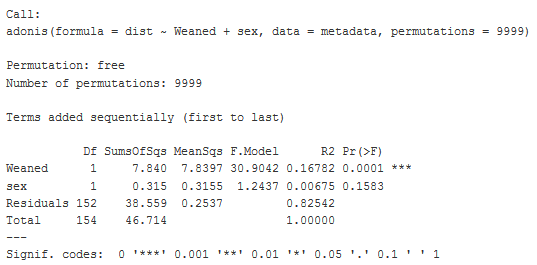 Call:
adonis(formula = dist ~ Weaned + sex, data = metadata, permutations = 9999)
Permutation: free
Number of permutations: 9999
Terms added sequentially (first to last)
Df SumsOfSqs MeanSqs F.Model R2 Pr(>F)
Weaned 1 7.840 7.8397 30.9042 0.16782 0.0001 ***
sex 1 0.315 0.3155 1.2437 0.00675 0.1583
Residuals 152 38.559 0.2537 0.82542
Total 154 46.714 1.00000
---
Signif. codes: 0 '***' 0.001 '**' 0.01 '*' 0.05 '.' 0.1 ' ' 1